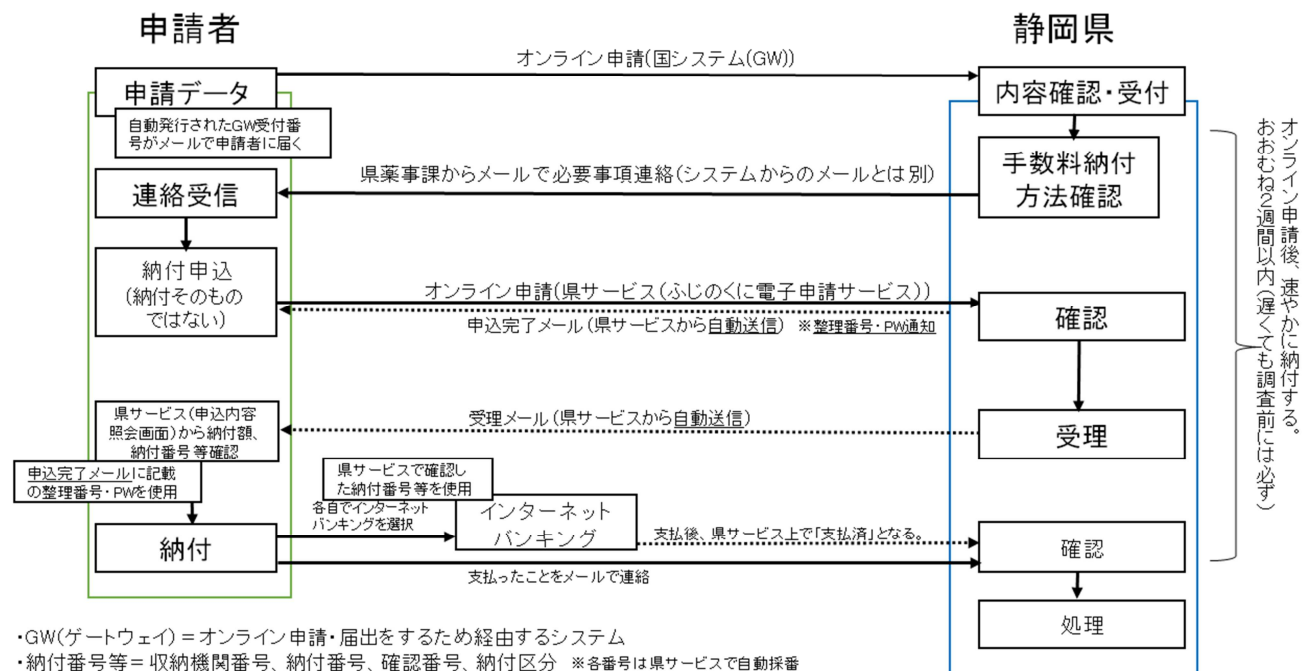 申請者
静岡県
オンライン申請(国システム(GW))
申請データ
内容確認・受付
自動発行されたGW受付番
号がメールで申請者に届く
手数料納付
方法確認
県薬事課からメールで必要事項連絡(システムからのメールとは別)
連絡受信
納付申込
(納付そのもの
ではない)
オンライン申請(県サービス(ふじのくに電子申請サービス))
確認
申込完了メール(県サービスから自動送信) ※整理番号・PW通知
県サービス(申込内容
照会画面)から納付額、
納付番号等確認
受理メール(県サービスから自動送信)
受理
申込完了メールに記載
の整理番号・PWを使用
県サービスで確認し
た納付番号等を使用
納付
各自でインターネット
バンキングを選択
インターネット
バンキング
支払後、県サービス上で「支払済」となる。
確認
支払ったことをメールで連絡
処理
オンライン申請後、速やかに納付する。
おおむね2週間以内(遅くても調査前には必ず)
・GW(ゲートウェイ)=オンライン申請・届出をするため経由するシステム
・納付番号等=収納機関番号、納付番号、確認番号、納付区分 ※各番号は県サービスで自動採番